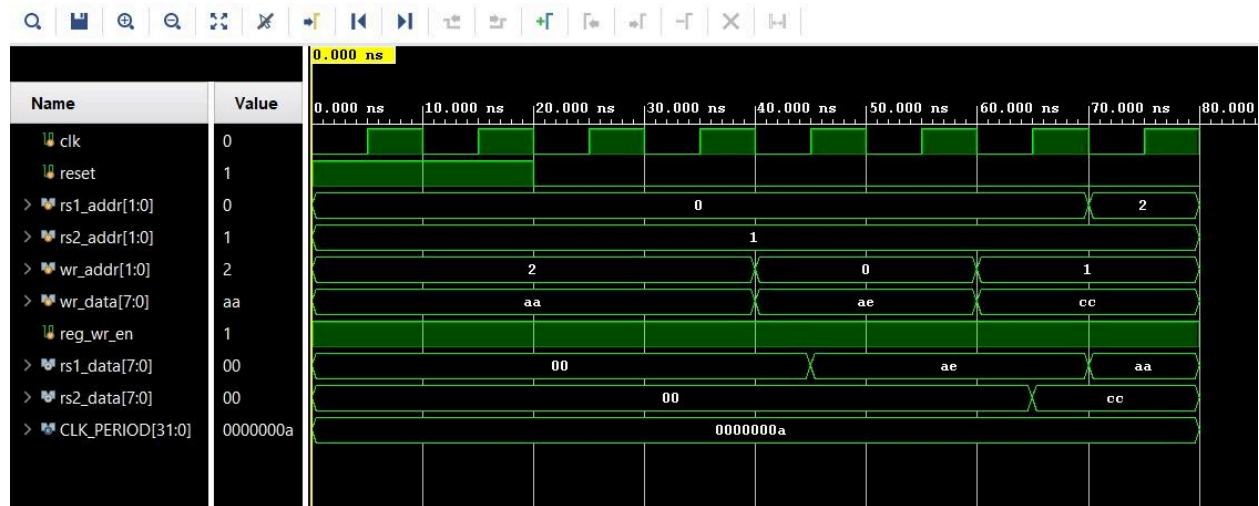 0.000 ns
Name Value 0.000 ns 10.000 ns 20.000 ns 30.000 ns 40.000 ns 50.000 ns 60.000 ns 70.000 ns 80.000
clk 0
reset 1
rs1_addr[1:0] 0 0 2
rs2_addr[1:0] 1 1
wr_addr[1:0] 2 2 0 1
wr_data[7:0] aa aa ae cc
reg_wr_en 1
rs1_data[7:0] 00 00 ae aa
rs2_data[7:0] 00 00 cc
CLK_PERIOD[31:0] 0000000a 0000000a